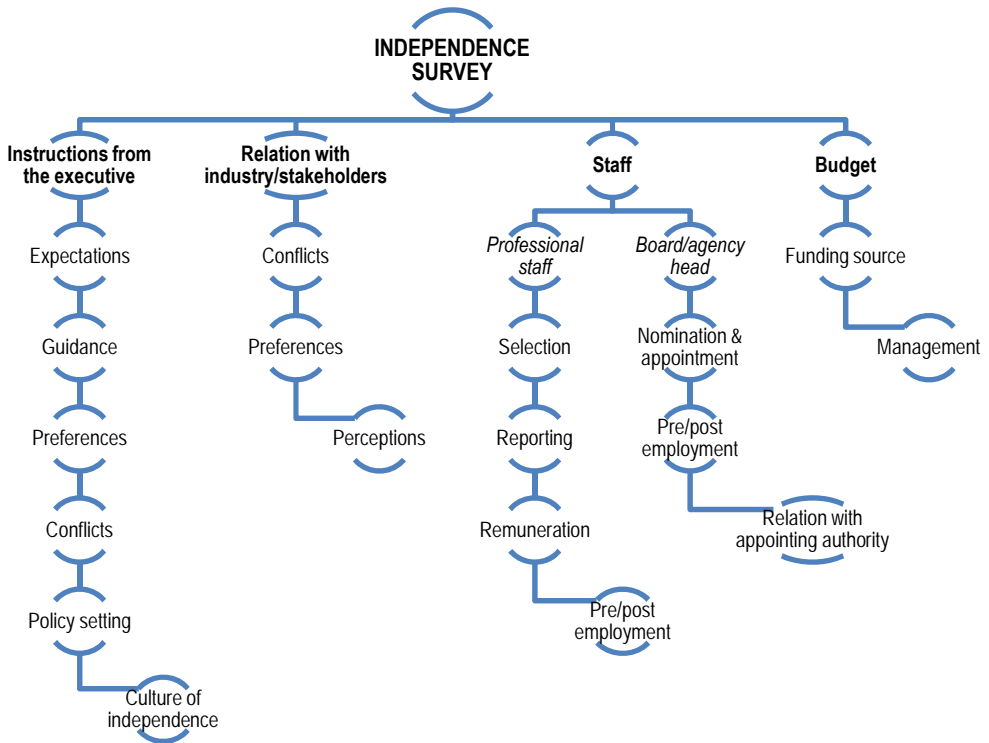 INDEPENDENCE
SURVEY
Instructions from
the executive
Relation with
industry/stakeholders
Staff
Budget
Expectations
Conflicts
Professional
staff
Board/agency
head
Funding source
Guidance
Preferences
Selection
Nomination &
appointment
Management
Preferences
Perceptions
Reporting
Pre/post
employment
Conflicts
Remuneration
Relation with
appointing authority
Policy setting
Pre/post
employment
Culture of
independence